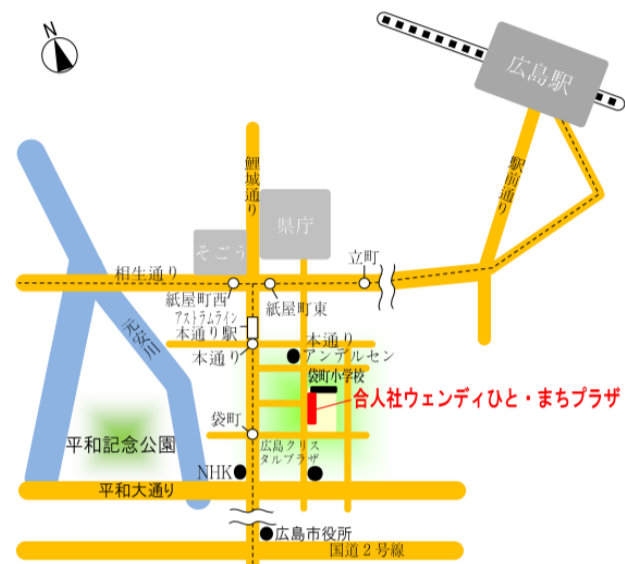 N
広島駅
鯉城通り
駅前通り
県庁
そごう
立町
相生通り
紙屋町西
紙屋町東
アストラムライン
本通り駅
本通り
本通り
アンデルセン
元安川
袋町小学校
合人社ウェンディひと・まちプラザ
袋町
広島クリス
タルプラザ
平和記念公園
NHK
平和大通り
広島市役所
国道2号線